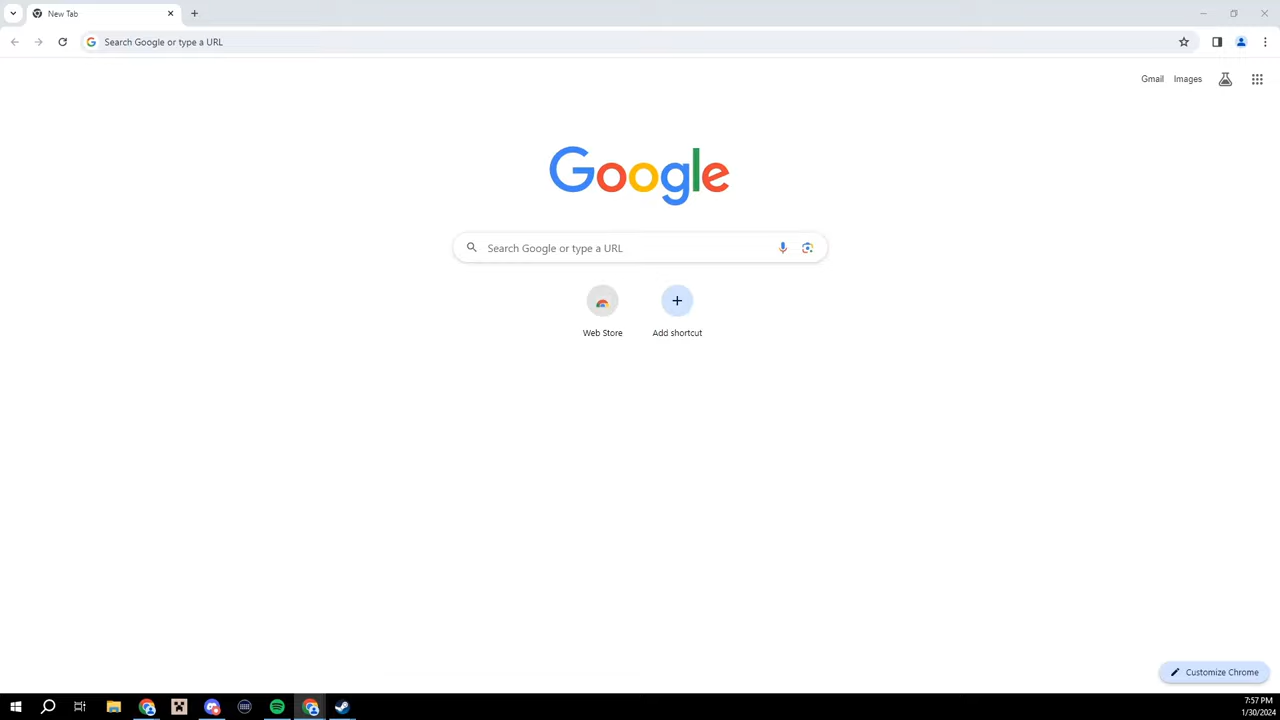 New Tab
Search Google or type a URL
Gmail Images
Google
Search Google or type a URL
Web Store Add shortcut
Customize Chrome
7:57 PM
1/30/2024